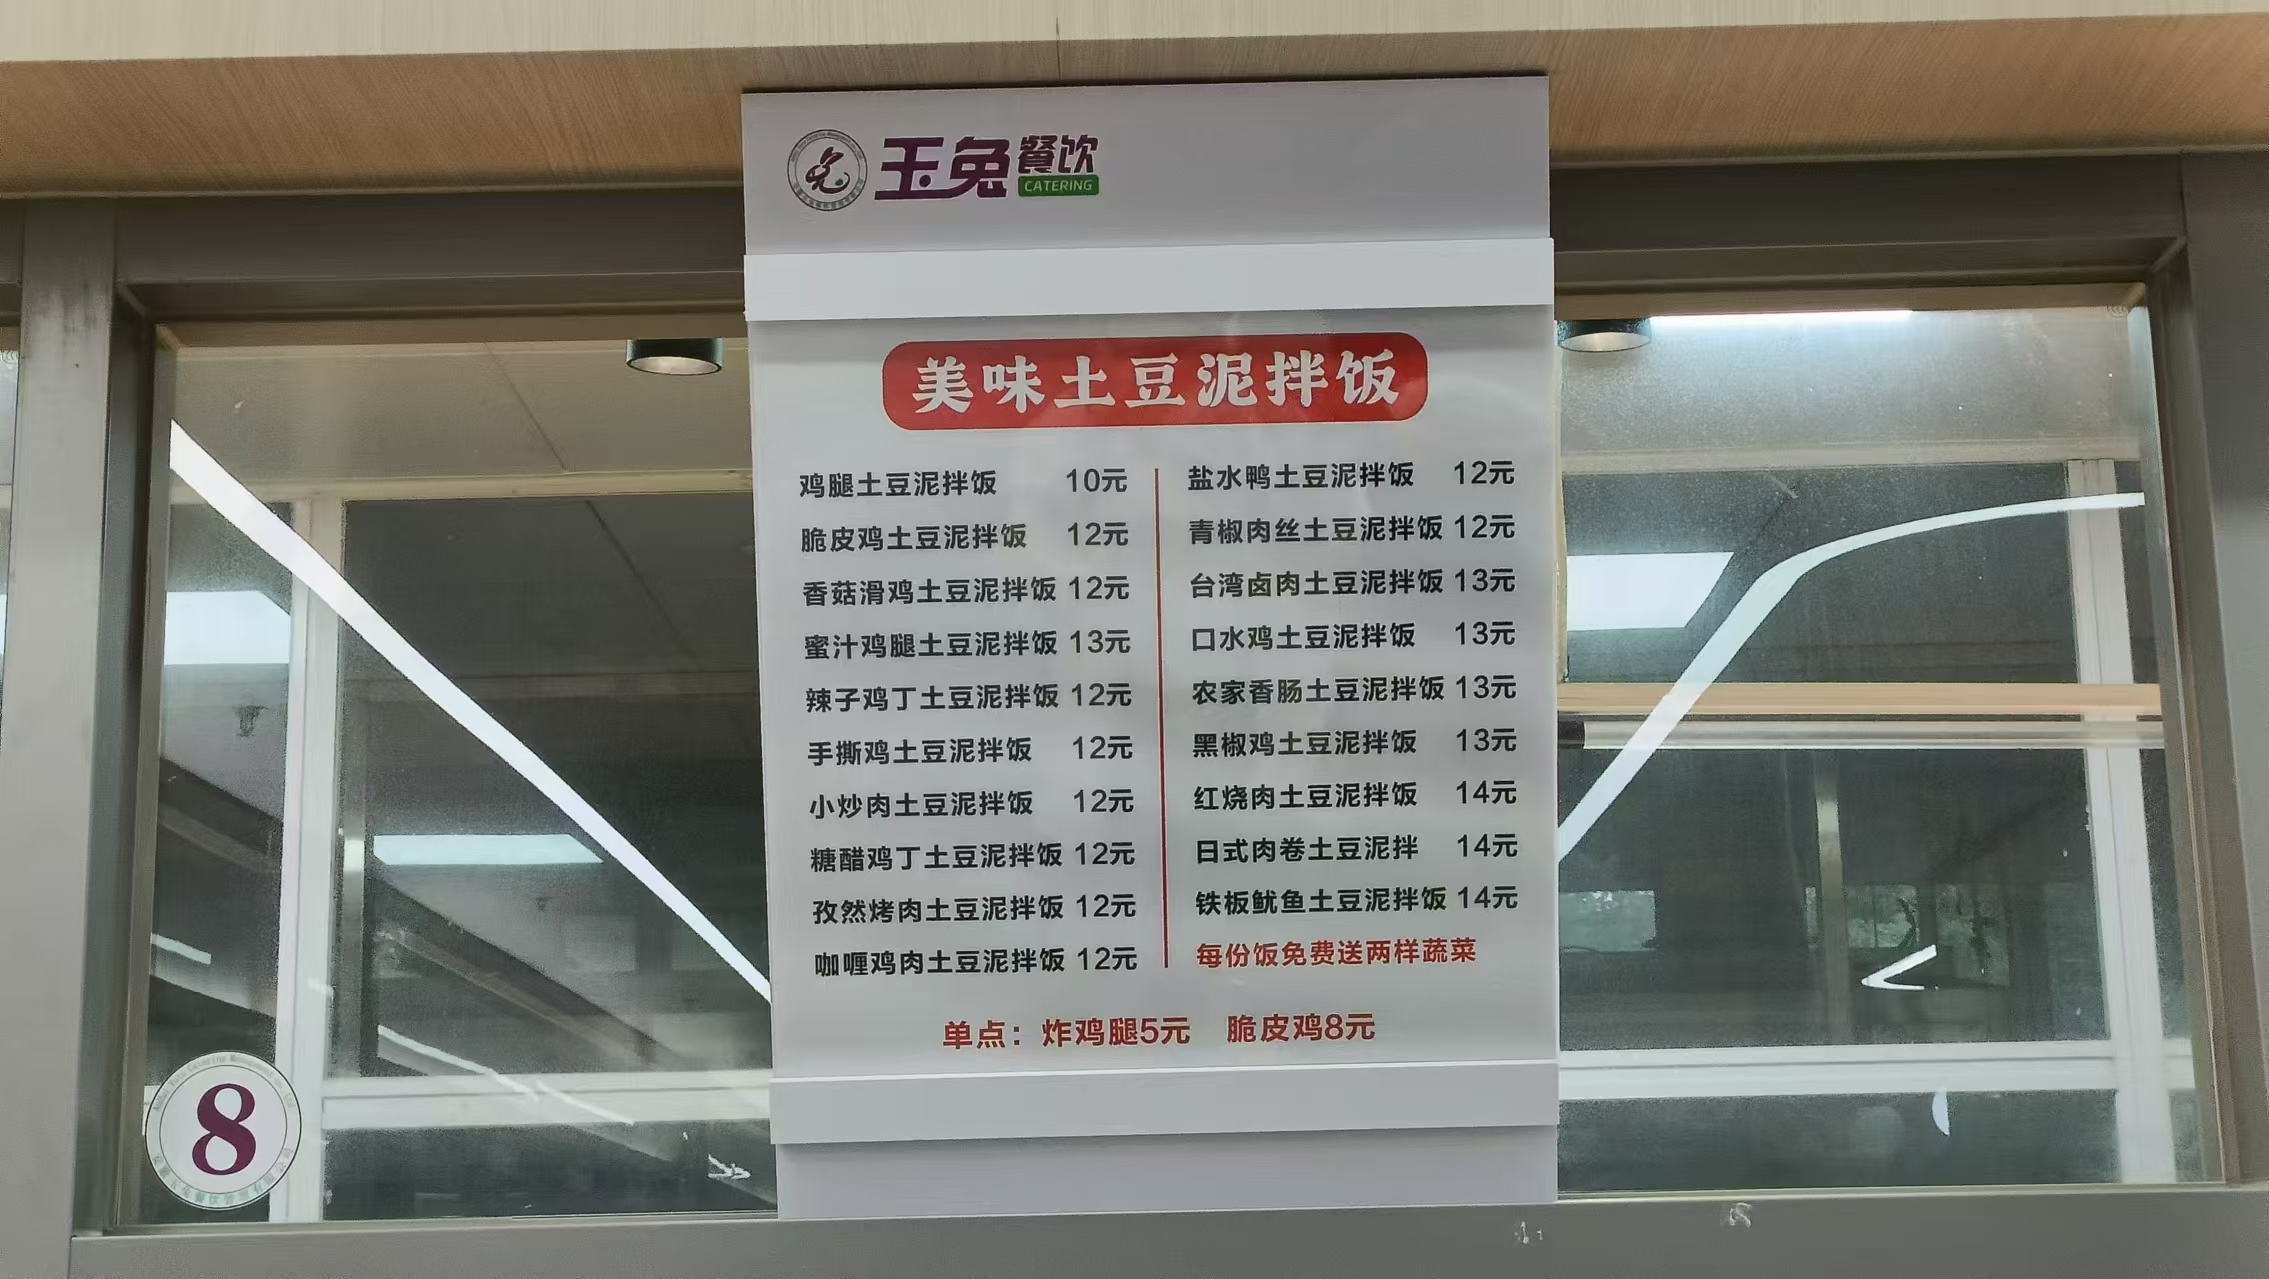 玉兔餐饮
CATERING
美味土豆泥拌饭
鸡腿土豆泥拌饭 10元
脆皮鸡土豆泥拌饭 12元
香菇滑鸡土豆泥拌饭 12元
蜜汁鸡腿土豆泥拌饭 13元
辣子鸡丁土豆泥拌饭 12元
手撕鸡土豆泥拌饭 12元
小炒肉土豆泥拌饭 12元
糖醋鸡丁土豆泥拌饭 12元
孜然烤肉土豆泥拌饭 12元
咖喱鸡肉土豆泥拌饭 12元
盐水鸭土豆泥拌饭 12元
青椒肉丝土豆泥拌饭 12元
台湾卤肉土豆泥拌饭 13元
口水鸡土豆泥拌饭 13元
农家香肠土豆泥拌饭 13元
黑椒鸡土豆泥拌饭 13元
红烧肉土豆泥拌饭 14元
日式肉卷土豆泥拌 14元
铁板鱿鱼土豆泥拌饭 14元
每份饭免费送两样蔬菜
单点：炸鸡腿5元 脆皮鸡8元
8